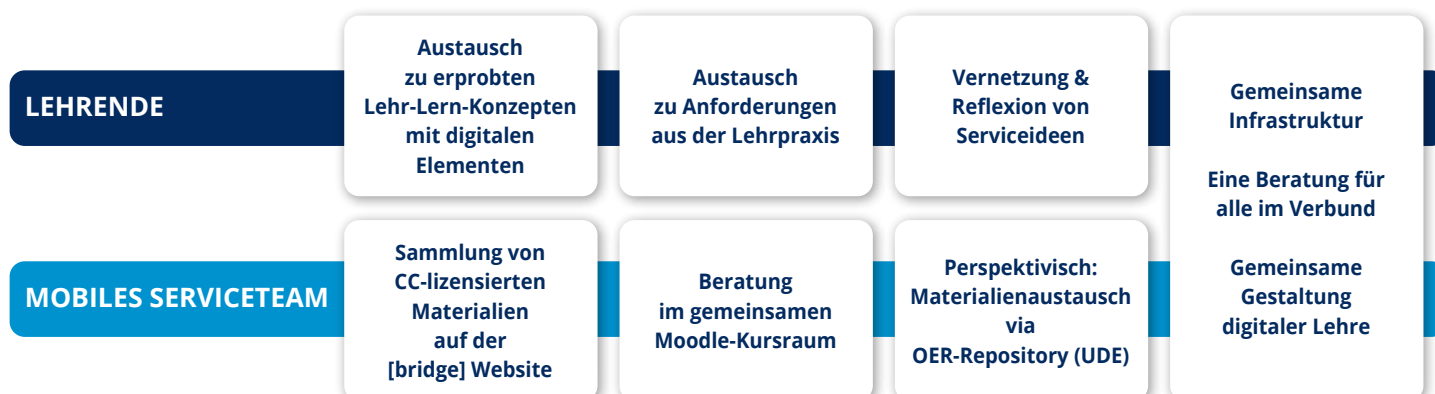 LEHRENDE
Austausch
zu erprobten
Lehr-Lern-Konzepten
mit digitalen
Elementen
Austausch
zu Anforderungen
aus der Lehrpraxis
Vernetzung &
Reflexion von
Serviceideen
MOBILES SERVICETEAM
Sammlung von
CC-lizensierten
Materialien
auf der
[bridge] Website
Beratung
im gemeinsamen
Moodle-Kursraum
Perspektivisch:
Materialienaustausch
via
OER-Repository (UDE)
Gemeinsame
Infrastruktur
Eine Beratung für
alle im Verbund
Gemeinsame
Gestaltung
digitaler Lehre